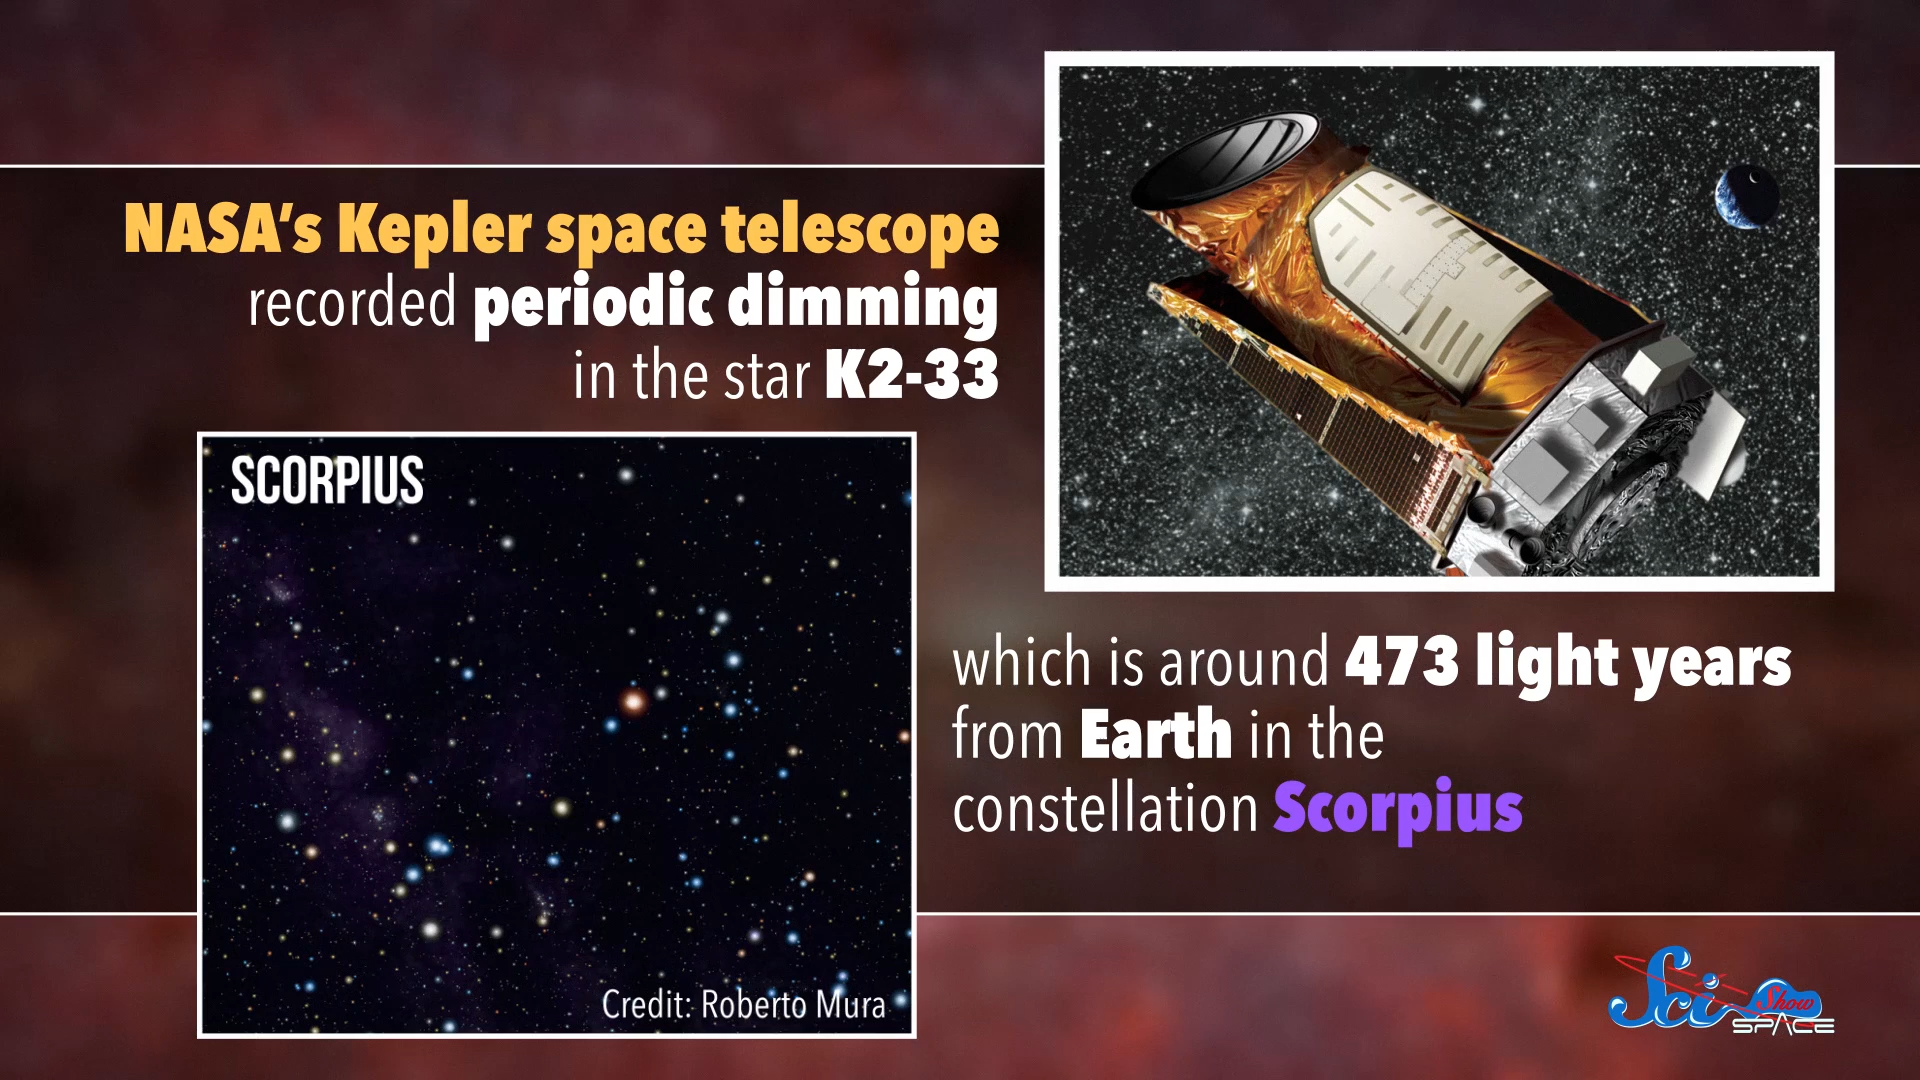 NASA's Kepler space telescope
recorded periodic dimming
in the star K2-33
SCORPIUS
Credit: Roberto Mura
which is around 473 light years
from Earth in the
constellation Scorpius
Sci Show
SPACE